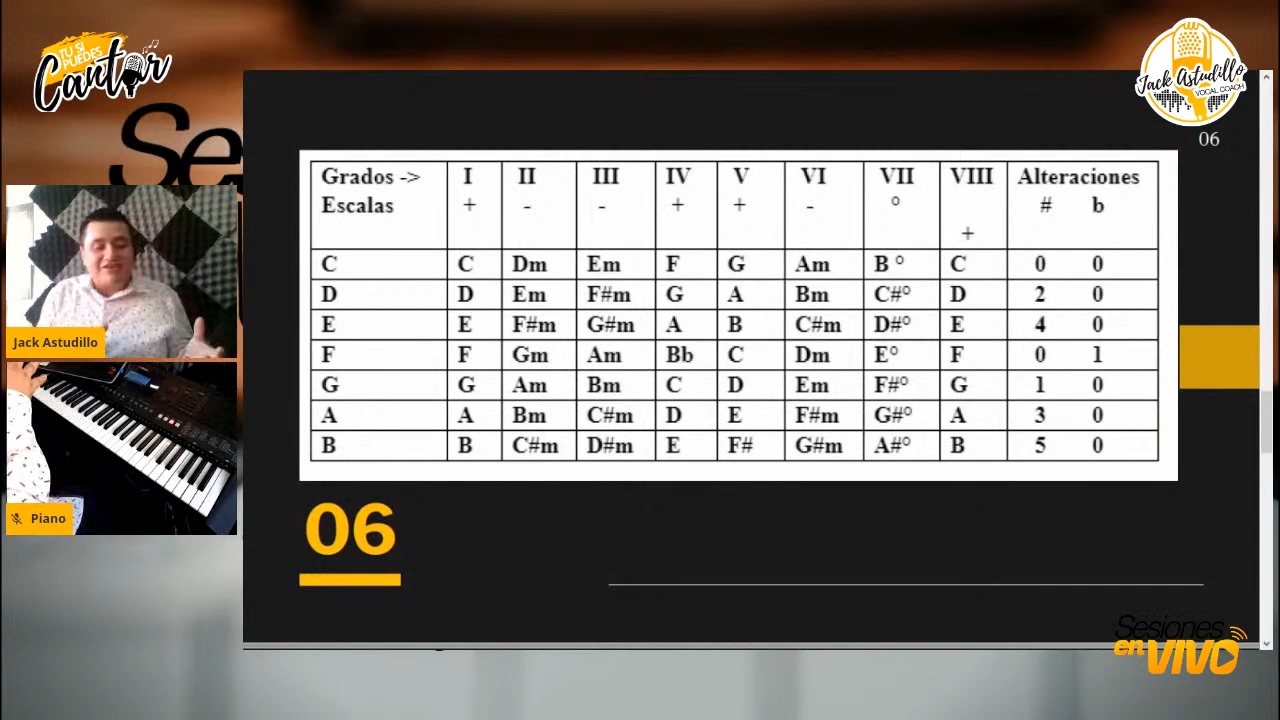 TU SI
PUEDES
Cantar
Jack Astudillo
VOCAL COACH
Se
06
Grados -> I II III IV V VI VII VIII Alteraciones
Escalas + - - + + - ° + # b
C C Dm Em F G Am B ° C 0 0
D D Em F#m G A Bm C#° D 2 0
E E F#m G#m A B C#m D#° E 4 0
F F Gm Am Bb C Dm E° F 0 1
G G Am Bm C D Em F#° G 1 0
A A Bm C#m D E F#m G#° A 3 0
B B C#m D#m E F# G#m A#° B 5 0
Jack Astudillo
Piano
06
Sesiones
en VIVO